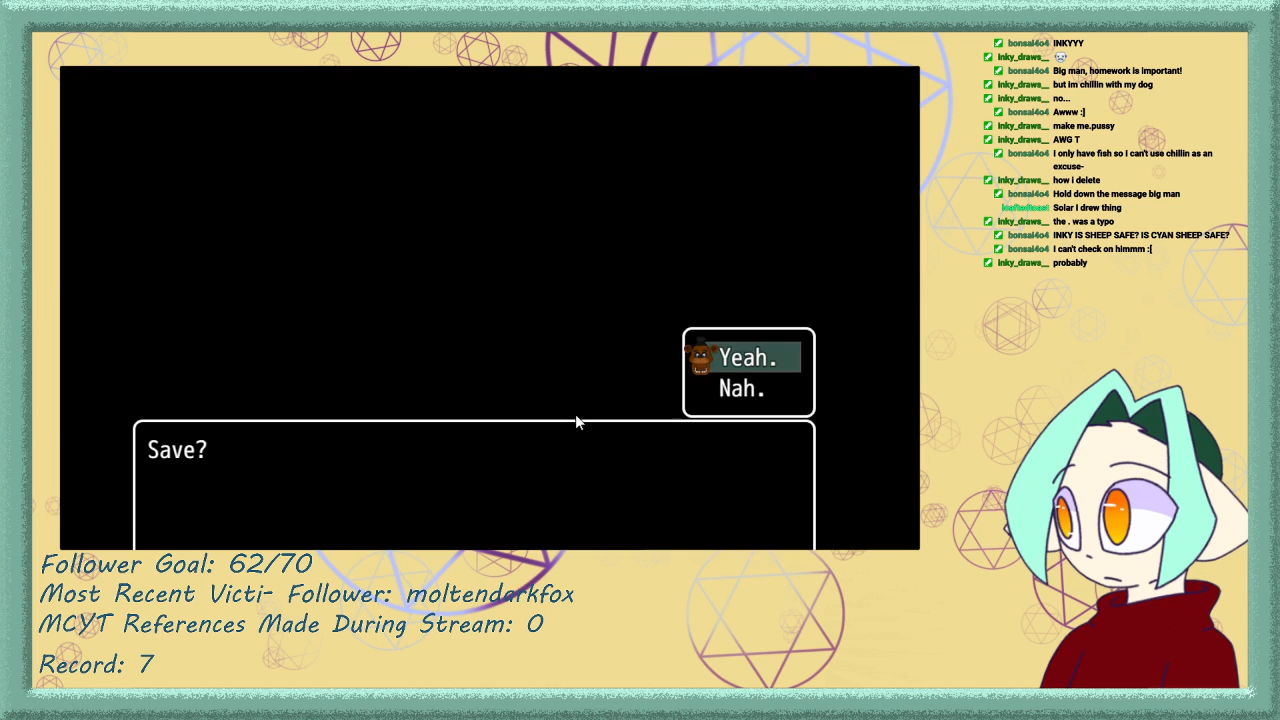 Yeah.
Nah.
Save?
Follower Goal: 62/70
Most Recent Victi- Follower: moltendarkfox
MCYT References Made During Stream: 0
Record: 7
bonsai4o4 INKYYY
inky_draws__
bonsai4o4 Big man, homework is important!
inky_draws__ but im chillin with my dog
inky_draws__ no...
bonsai4o4 Awww :]
inky_draws__ make me.pussy
inky_draws__ AWG T
bonsai4o4 I only have fish so I can't use chillin as an
excuse-
inky_draws__ how i delete
bonsai4o4 Hold down the message big man
Solar I drew thing
inky_draws__ the . was a typo
bonsai4o4 INKY IS SHEEP SAFE? IS CYAN SHEEP SAFE?
bonsai4o4 I can't check on himmm :[
inky_draws__ probably